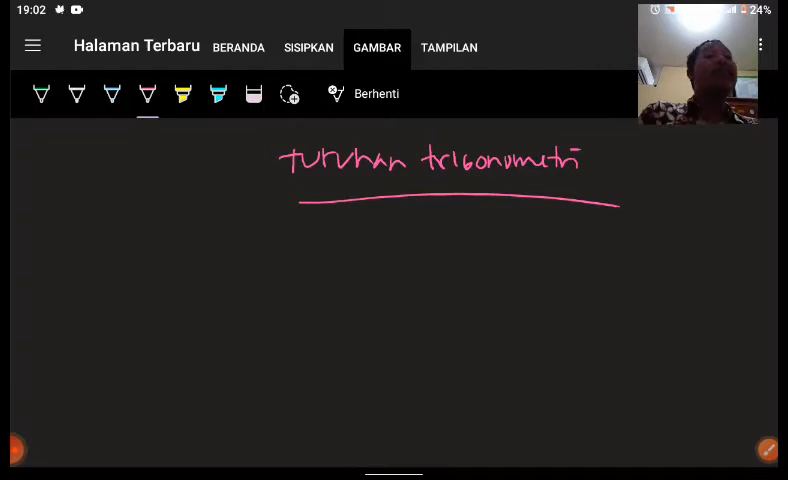 19:02
24%
Halaman Terbaru BERANDA SISIPKAN GAMBAR TAMPILAN
Berhenti
turunan trigonometri